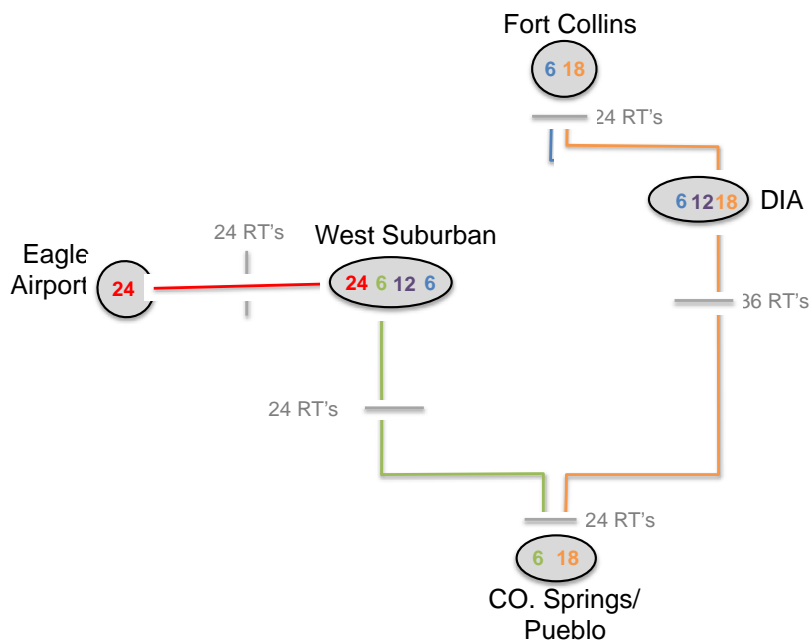 Fort Collins
6 18
24 RT's
6 12 18
DIA
24 RT's
West Suburban
Eagle
Airport
24
24 6 12 6
36 RT's
24 RT's
24 RT's
6 18
CO. Springs/
Pueblo